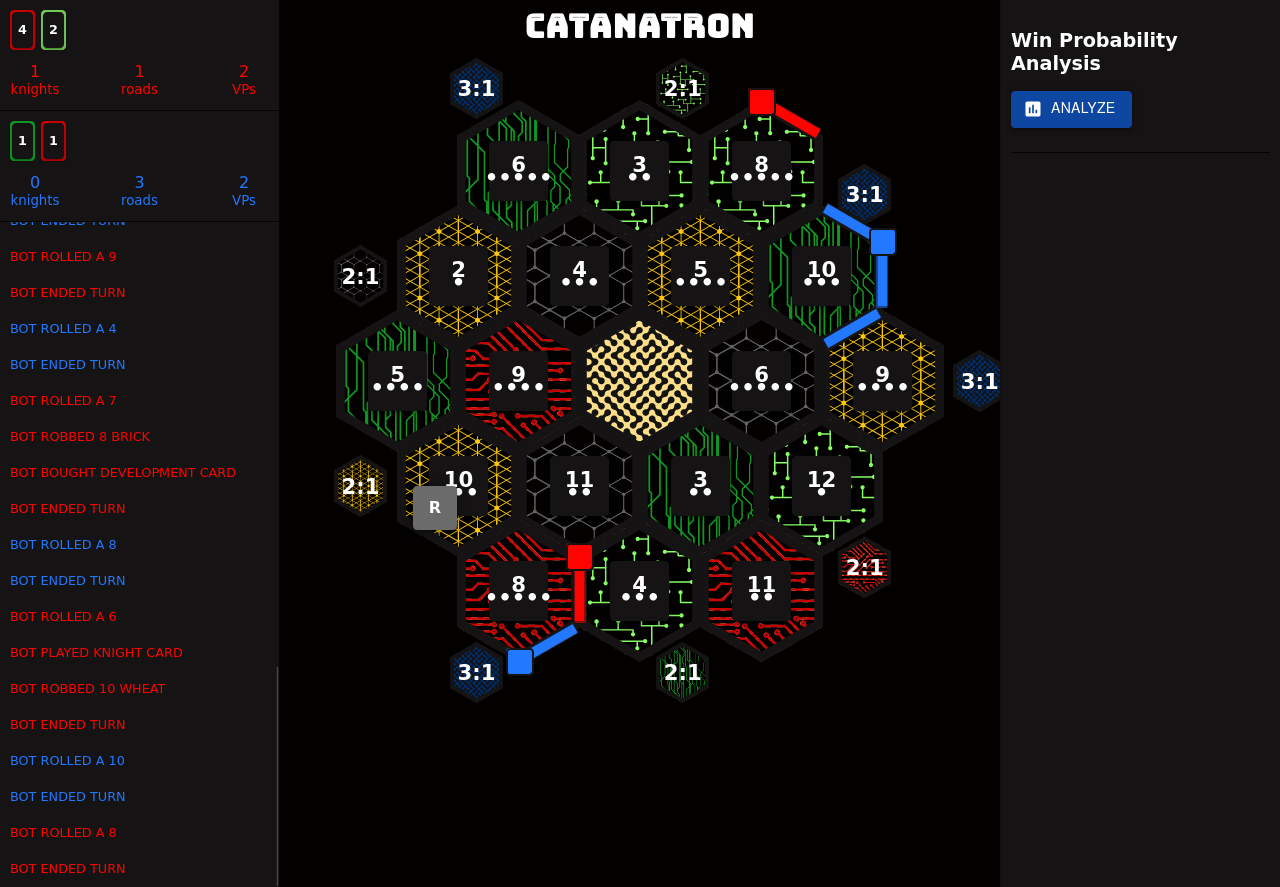 CATANATRON
4 2
1 1 2
knights roads VPs
1 1
0 3 2
knights roads VPs
BOT ENDED TURN
BOT ROLLED A 9
BOT ENDED TURN
BOT ROLLED A 4
BOT ENDED TURN
BOT ROLLED A 7
BOT ROBBED 8 BRICK
BOT BOUGHT DEVELOPMENT CARD
BOT ENDED TURN
BOT ROLLED A 8
BOT ENDED TURN
BOT ROLLED A 6
BOT PLAYED KNIGHT CARD
BOT ROBBED 10 WHEAT
BOT ENDED TURN
BOT ROLLED A 10
BOT ENDED TURN
BOT ROLLED A 8
BOT ENDED TURN
3:1 2:1
6 3 8
3:1
2:1 2 4 5 10
5 9 6 9 3:1
2:1 10 11 3 12
R
8 4 11 2:1
3:1 2:1
Win Probability
Analysis
ANALYZE